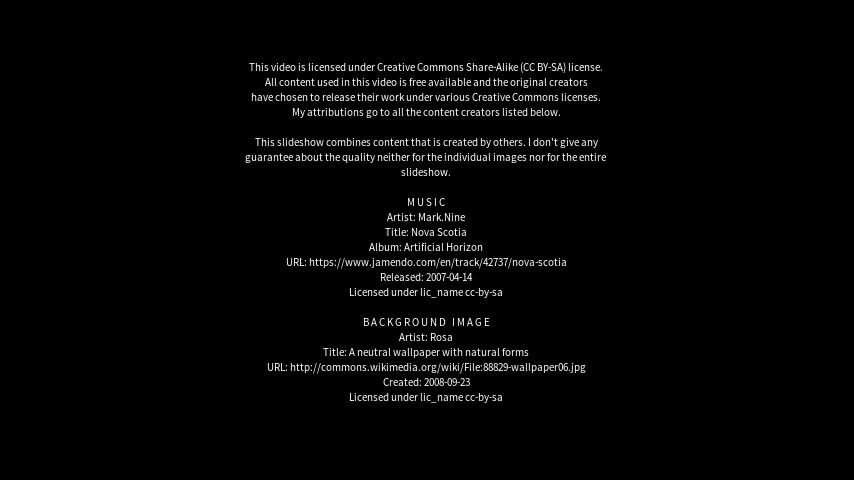 This video is licensed under Creative Commons Share-Alike (CC BY-SA) license.
All content used in this video is free available and the original creators
have chosen to release their work under various Creative Commons licenses.
My attributions go to all the content creators listed below.
This slideshow combines content that is created by others. I don't give any
guarantee about the quality neither for the individual images nor for the entire
slideshow.
MUSIC
Artist: Mark.Nine
Title: Nova Scotia
Album: Artificial Horizon
URL: https://www.jamendo.com/en/track/42737/nova-scotia
Released: 2007-04-14
Licensed under lic_name cc-by-sa
BACKGROUND IMAGE
Artist: Rosa
Title: A neutral wallpaper with natural forms
URL: http://commons.wikimedia.org/wiki/File:88829-wallpaper06.jpg
Created: 2008-09-23
Licensed under lic_name cc-by-sa